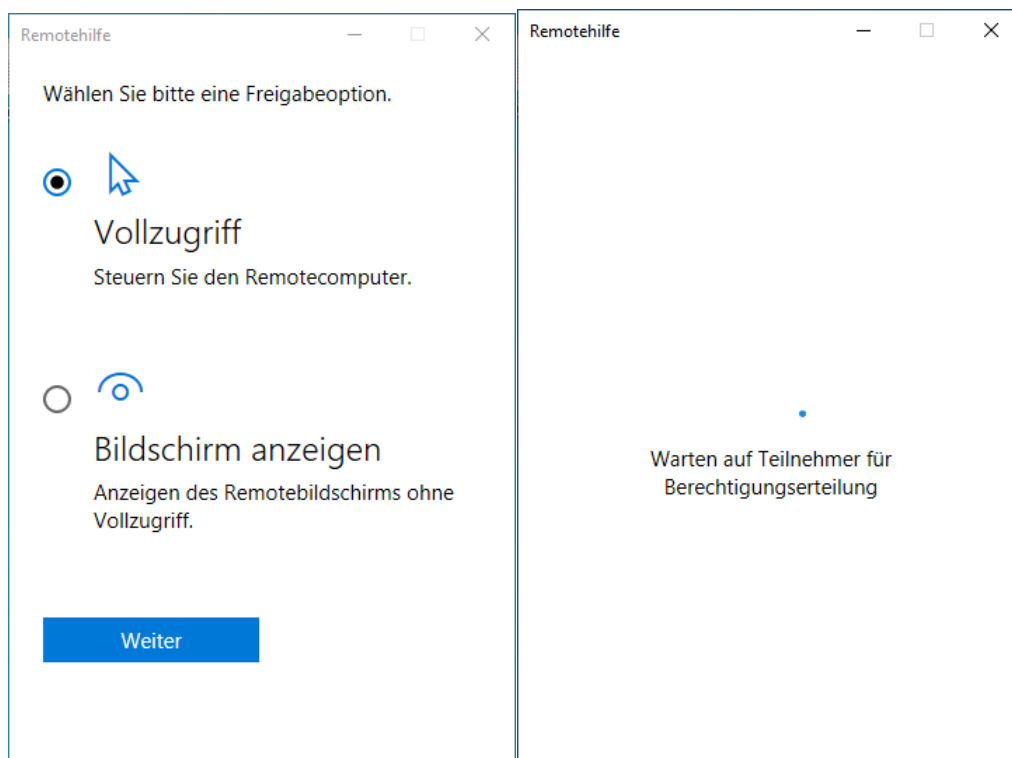 Remotehilfe
Wählen Sie bitte eine Freigabeoption.
Vollzugriff
Steuern Sie den Remotecomputer.
Bildschirm anzeigen
Anzeigen des Remotebildschirms ohne
Vollzugriff.
Weiter
Remotehilfe
Warten auf Teilnehmer für
Berechtigungserteilung